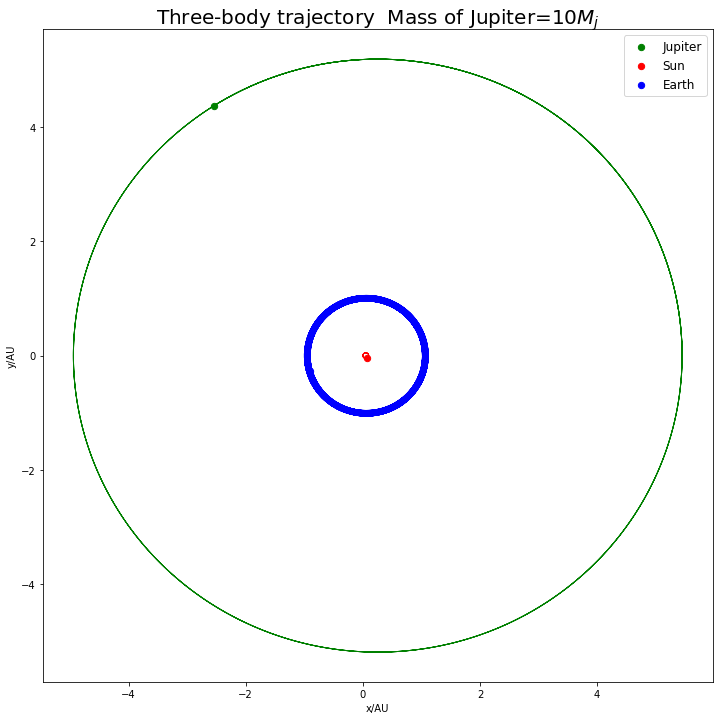 Three-body trajectory  Mass of Jupiter=10$M_j$
Jupiter
Sun
Earth
4
2
0
−2
−4
y/AU
−4
−2
0
2
4
x/AU